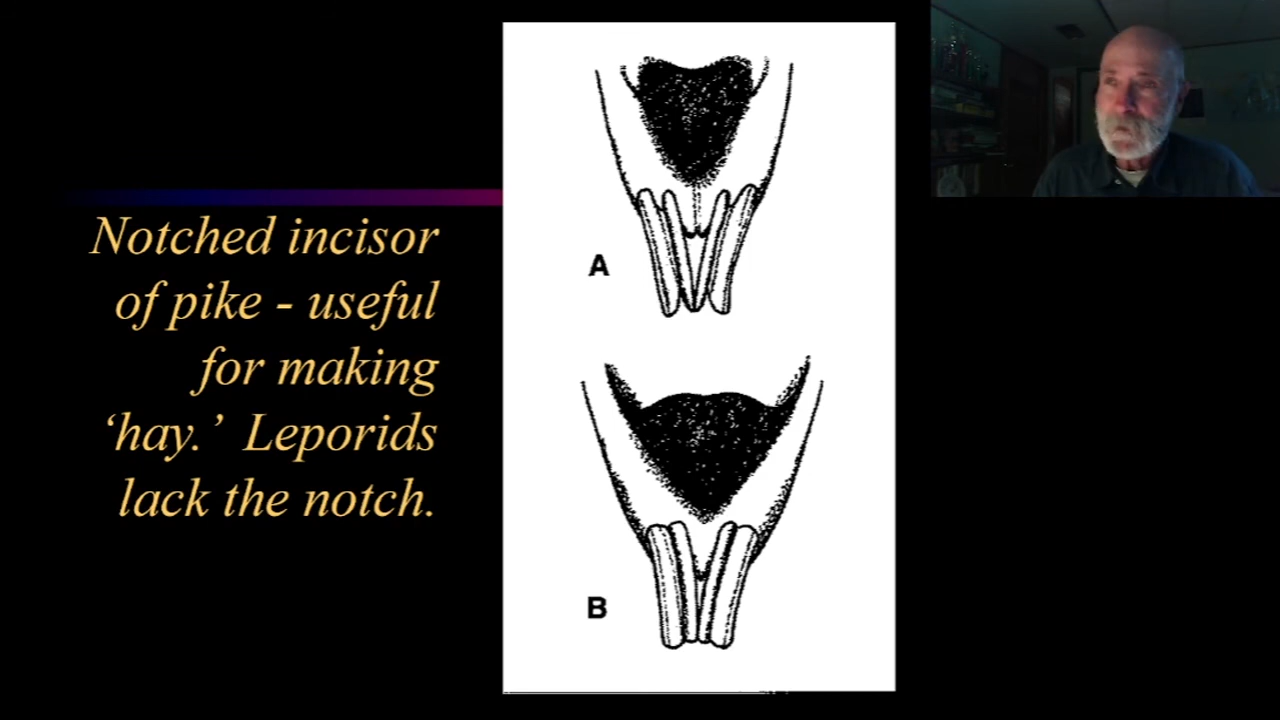 Notched incisor
of pike - useful
for making
‘hay.’ Leporids
lack the notch.
A
B